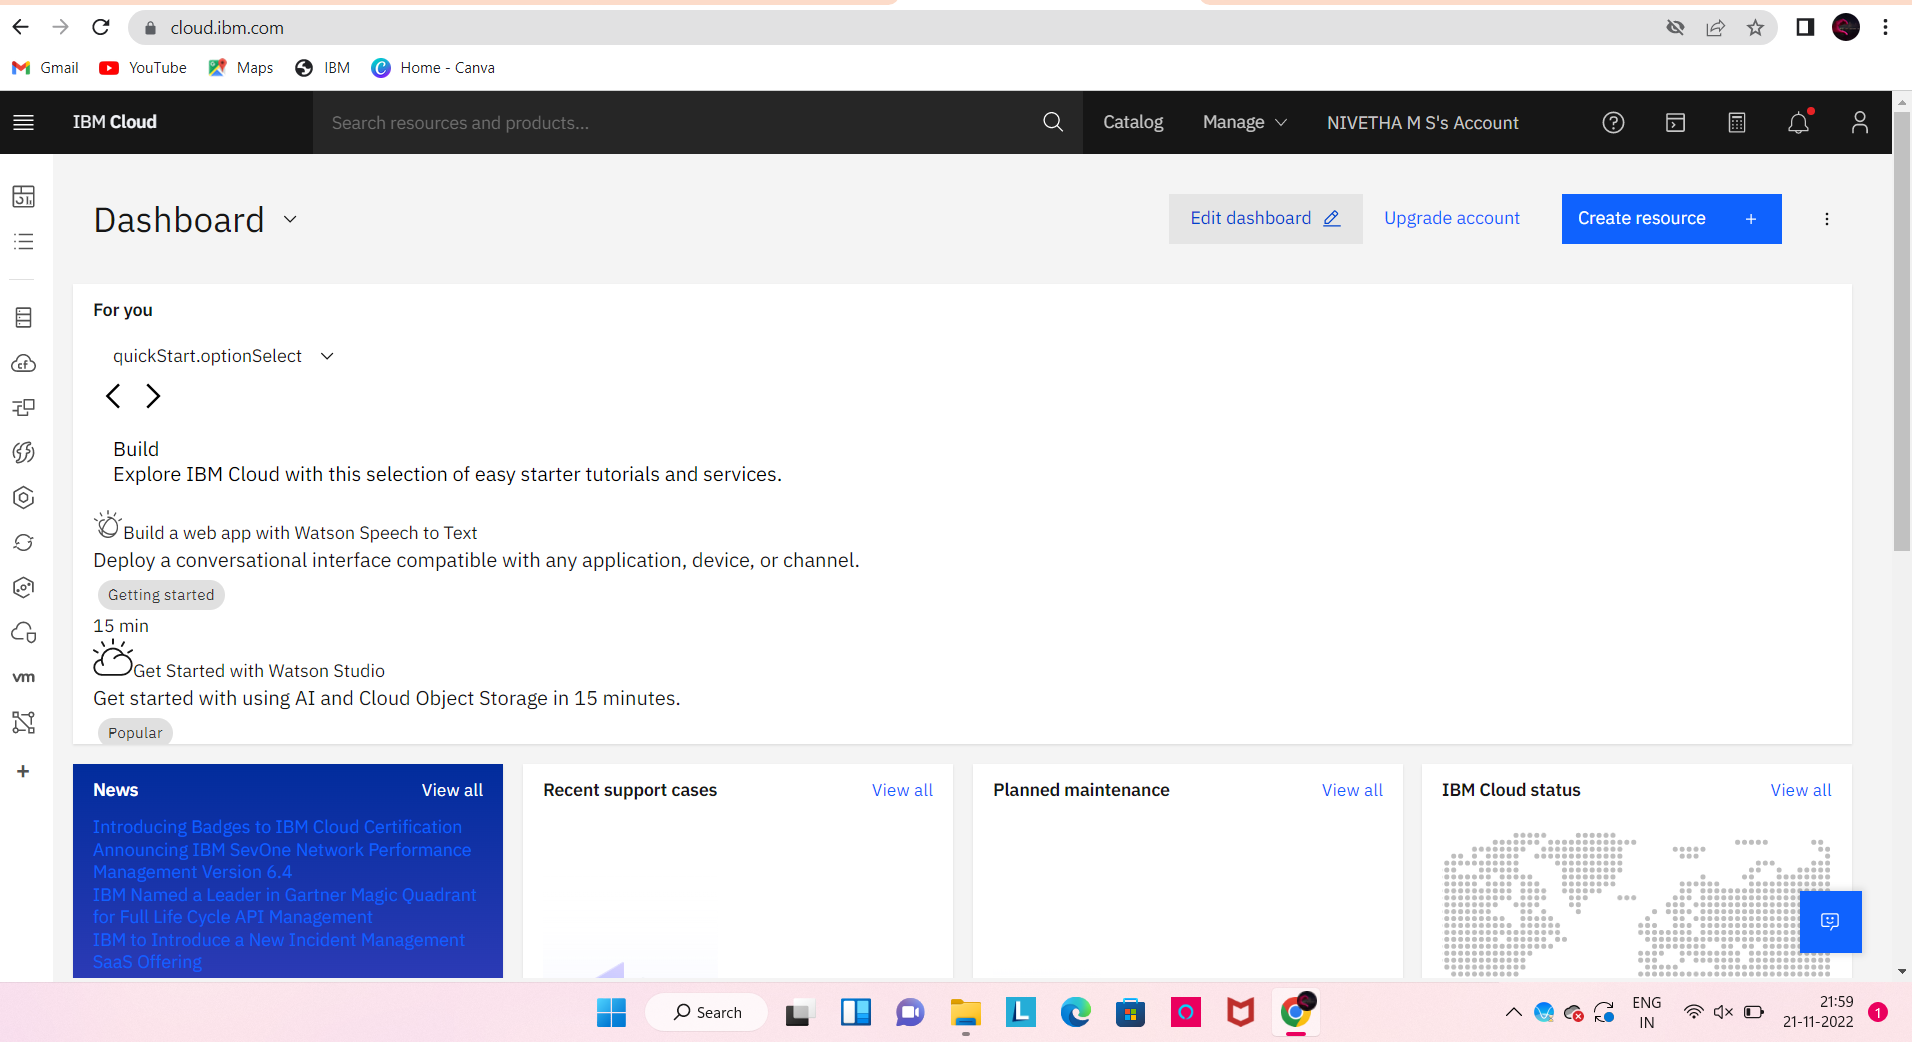 cloud.ibm.com
Gmail YouTube Maps IBM Home - Canva
IBM Cloud Search resources and products... Catalog Manage NIVETHA M S's Account
Dashboard Edit dashboard Upgrade account Create resource +
For you
quickStart.optionSelect
Build
Explore IBM Cloud with this selection of easy starter tutorials and services.
Build a web app with Watson Speech to Text
Deploy a conversational interface compatible with any application, device, or channel.
Getting started
15 min
Get Started with Watson Studio
Get started with using AI and Cloud Object Storage in 15 minutes.
Popular
cf
vm
News View all
Introducing Badges to IBM Cloud Certification
Announcing IBM SevOne Network Performance
Management Version 6.4
IBM Named a Leader in Gartner Magic Quadrant
for Full Life Cycle API Management
IBM to Introduce a New Incident Management
SaaS Offering
Recent support cases View all
Planned maintenance View all
IBM Cloud status View all
Search
L
ENG
IN
21:59
21-11-2022
1